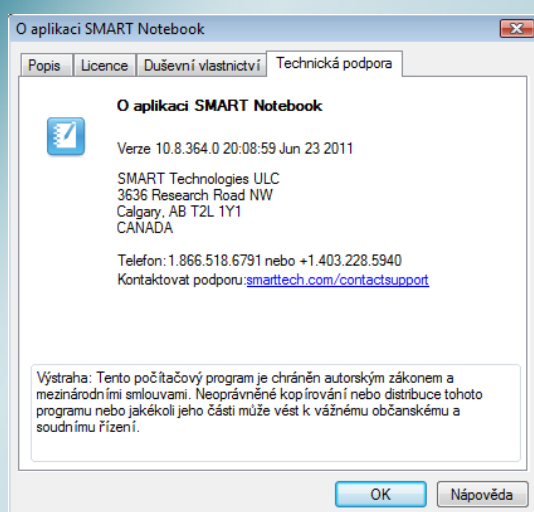 O aplikaci SMART Notebook
Popis Licence Duševní vlastnictví Technická podpora
O aplikaci SMART Notebook
Verze 10.8.364.0 20:08:59 Jun 23 2011
SMART Technologies ULC
3636 Research Road NW
Calgary, AB T2L 1Y1
CANADA
Telefon: 1.866.518.6791 nebo +1.403.228.5940
Kontaktovat podporu:smarttech.com/contactsupport
Výstraha: Tento počítačový program je chráněn autorským zákonem a
mezinárodními smlouvami. Neoprávněné kopírování nebo distribuce tohoto
programu nebo jakékoli jeho části může vést k vážnému občanskému a
soudnímu řízení.
OK Nápověda